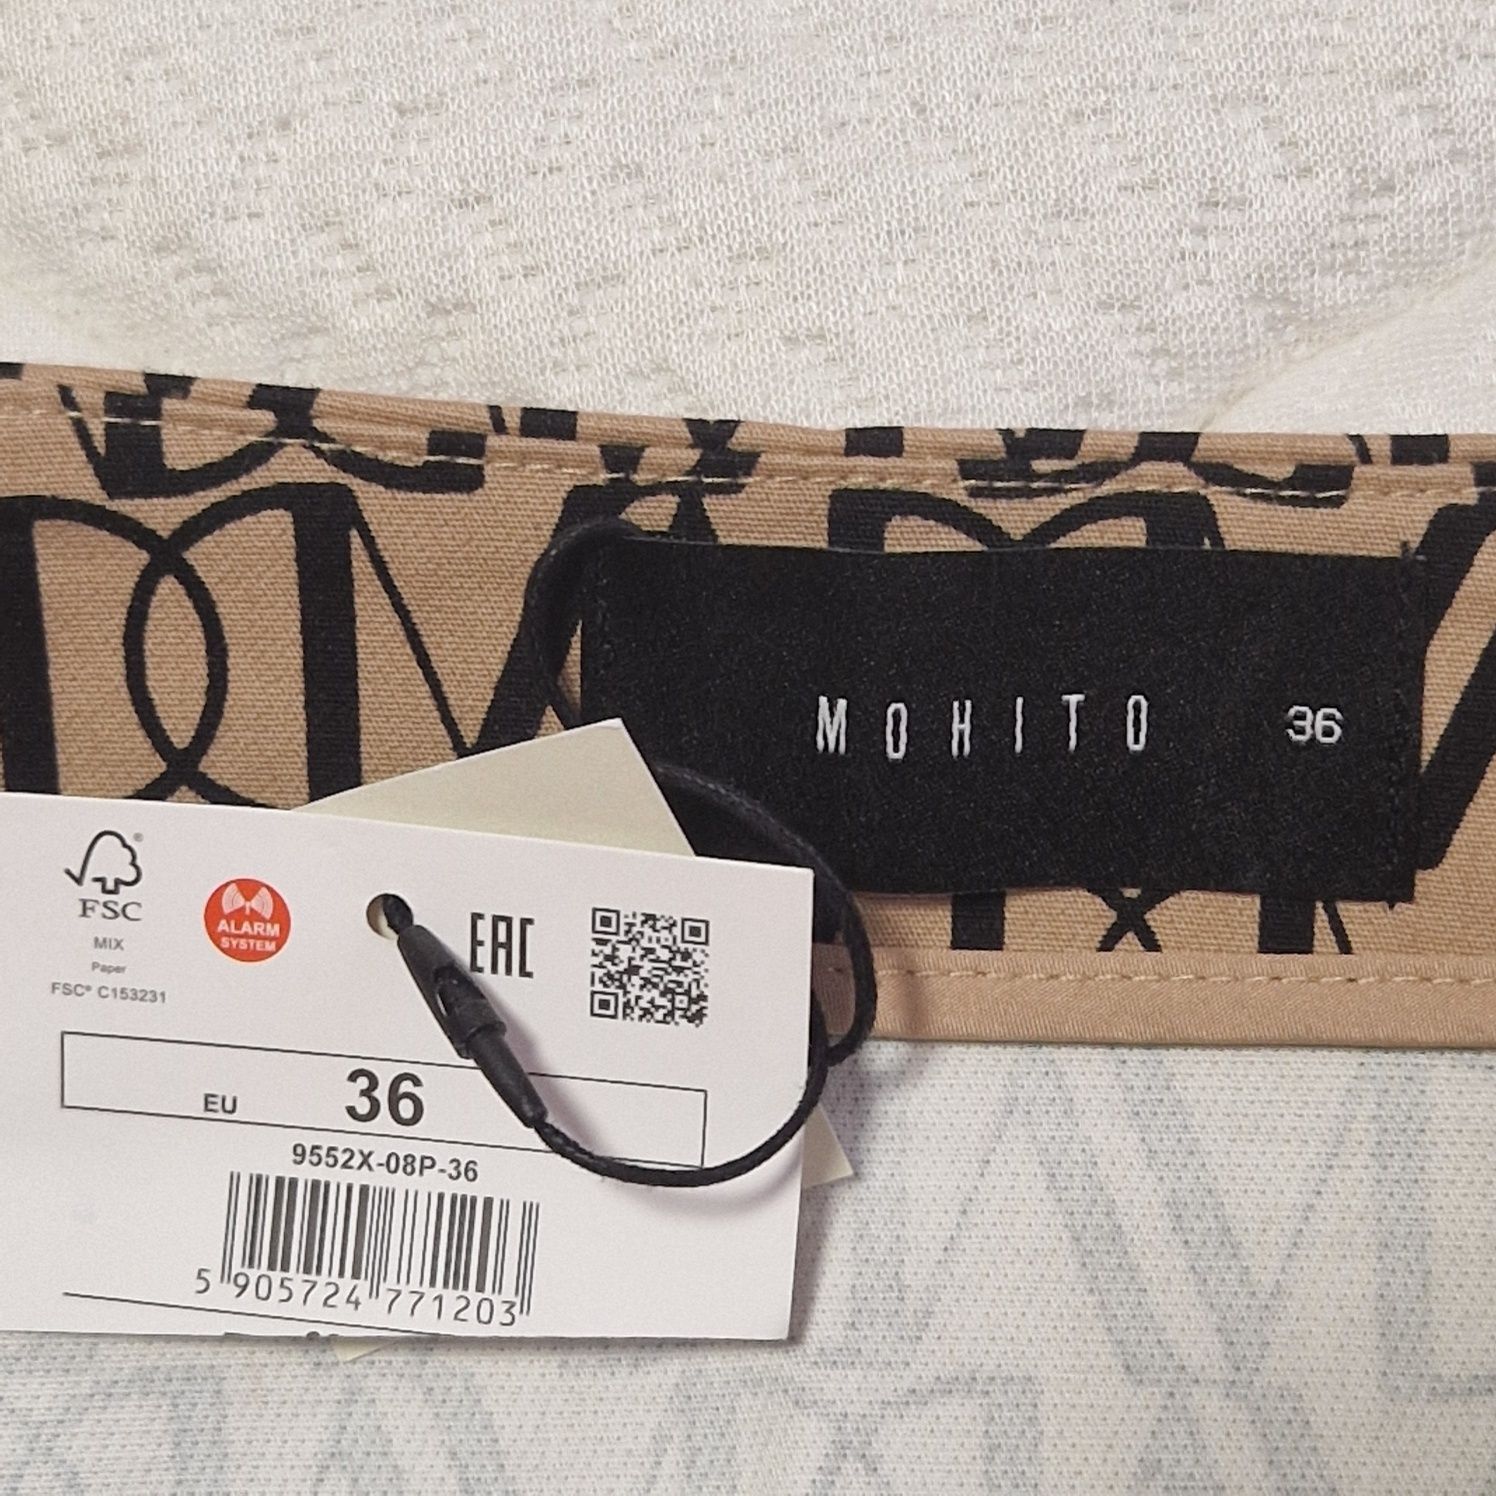 MOHITO 36
FSC
MIX
Paper
FSC® C153231
ALARM
SYSTEM
EAC
EU 36
9552X-08P-36
5 905724 771203